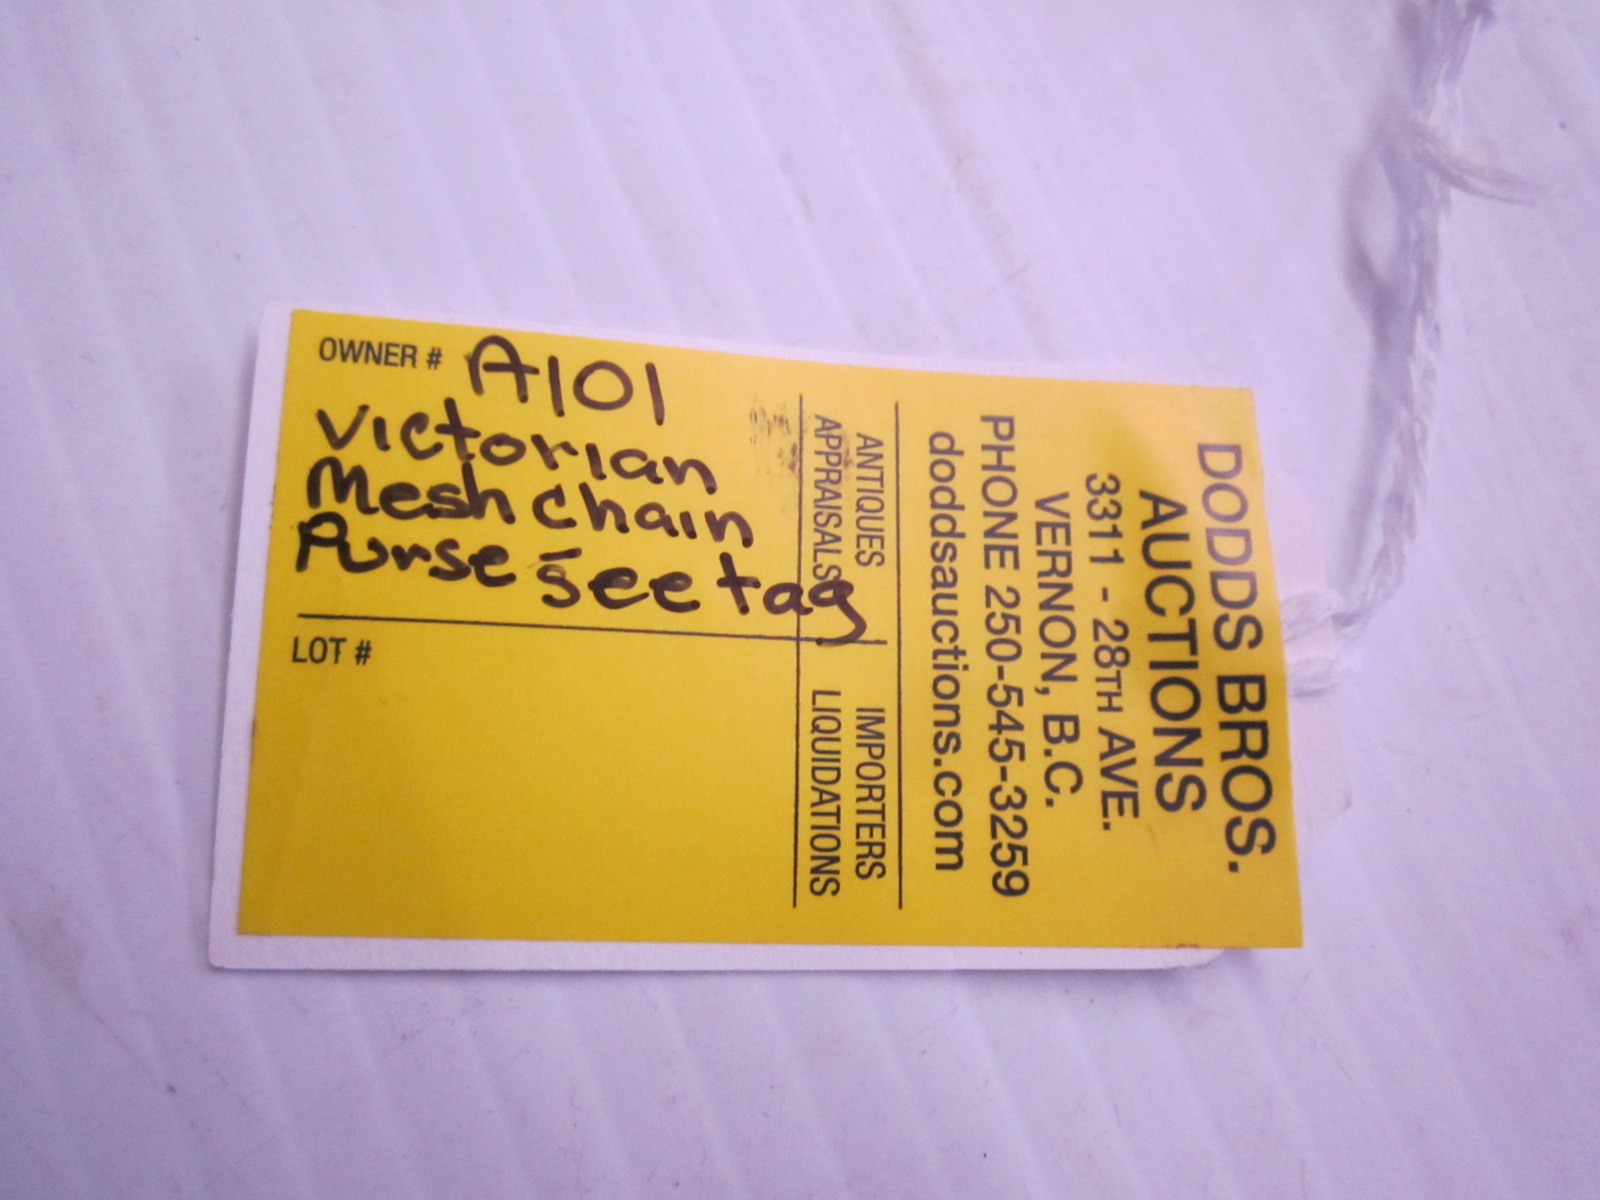 OWNER # A101
Victorian
Mesh chain
Purse 'see tag
LOT #
DODDS BROS.
AUCTIONS
3311 - 28TH AVE.
VERNON, B.C.
PHONE 250-545-3259
doddsauctions.com
ANTIQUES IMPORTERS
APPRAISALS LIQUIDATIONS